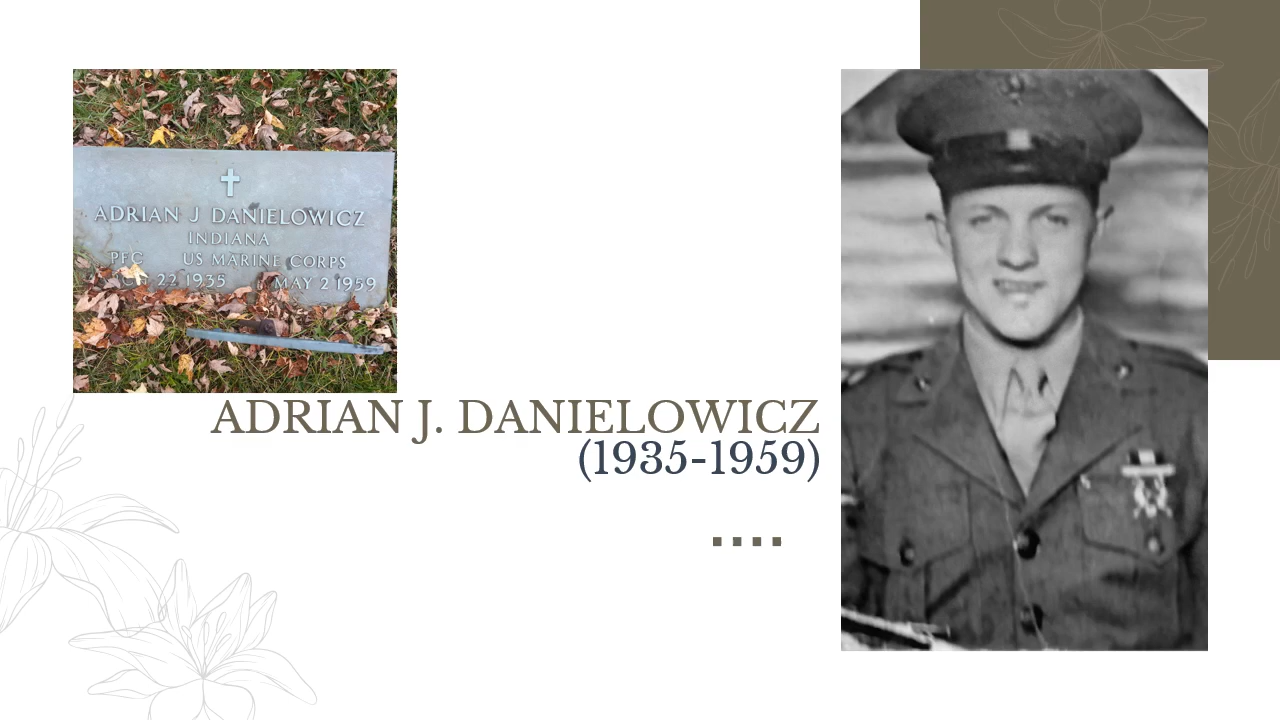 ADRIAN J DANIELOWICZ
INDIANA
PFC US MARINE CORPS
22 1935 MAY 2 1959
ADRIAN J. DANIELOWICZ
(1935-1959)
....